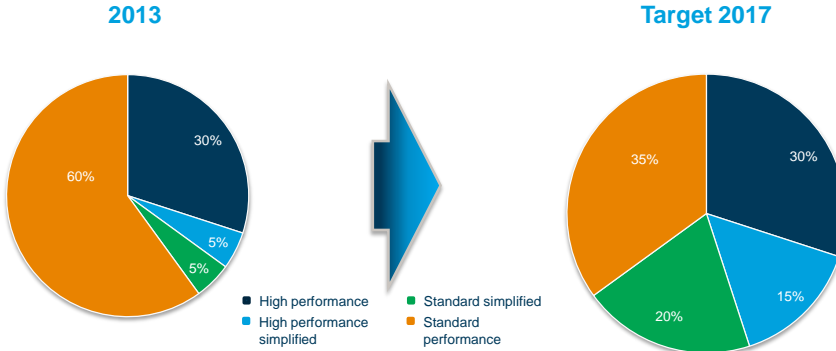 2013
Target 2017
30%
60%
5%
5%
30%
35%
15%
20%
High performance
High performance
simplified
Standard simplified
Standard
performance